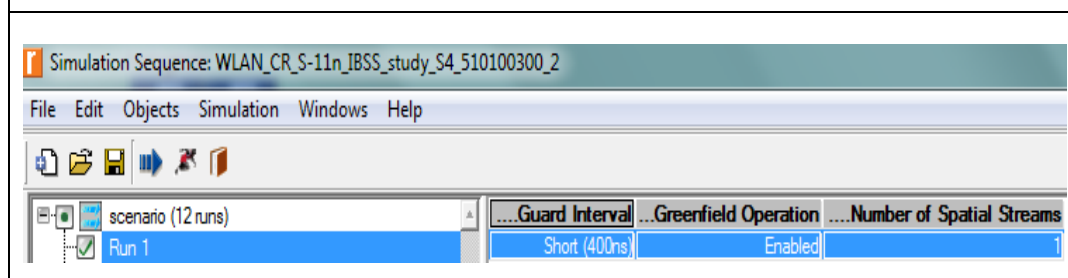 Simulation Sequence: WLAN_CR_S-11n_IBSS_study_S4_510100300_2
File Edit Objects Simulation Windows Help
scenario (12 runs) ....Guard Interval ...Greenfield Operation ....Number of Spatial Streams
Run 1 Short (400ns) Enabled 1